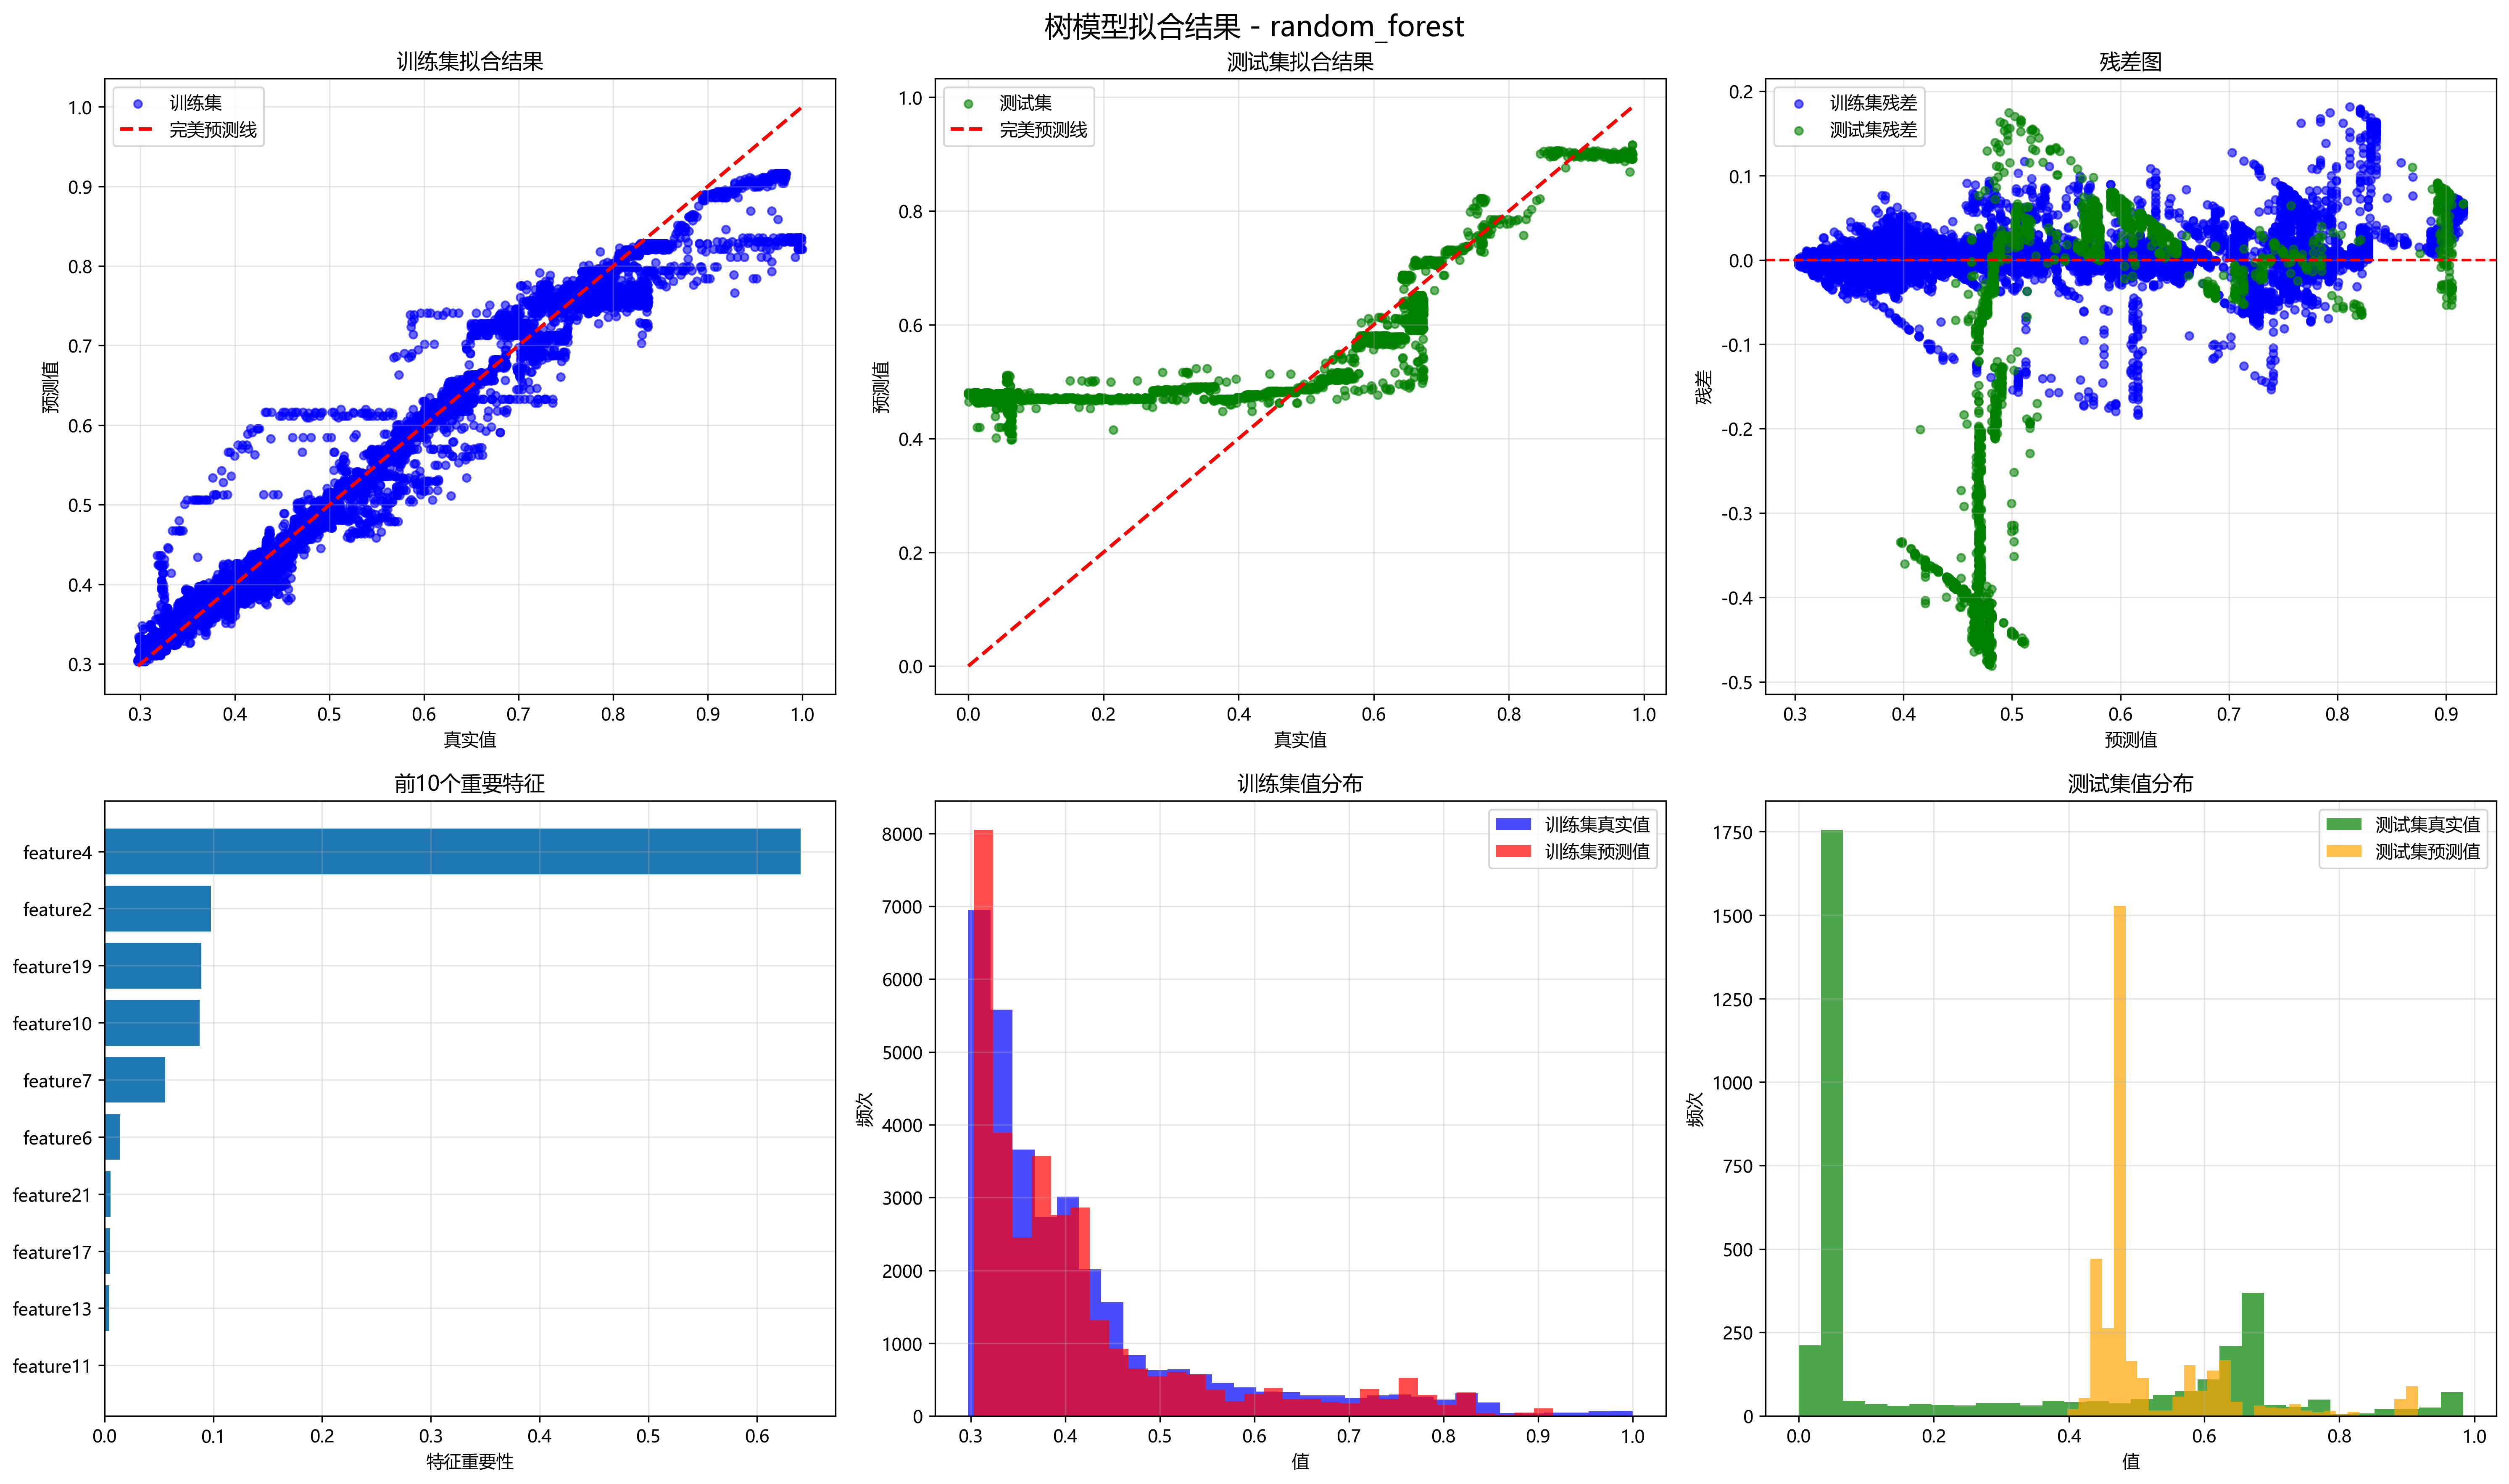 树模型拟合结果 - random_forest
训练集拟合结果
训练集
完美预测线
预测值
1.0
0.9
0.8
0.7
0.6
0.5
0.4
0.3
0.3 0.4 0.5 0.6 0.7 0.8 0.9 1.0
真实值
测试集拟合结果
测试集
完美预测线
预测值
1.0
0.8
0.6
0.4
0.2
0.0
0.0 0.2 0.4 0.6 0.8 1.0
真实值
残差图
训练集残差
测试集残差
残差
0.2
0.1
0.0
-0.1
-0.2
-0.3
-0.4
-0.5
0.3 0.4 0.5 0.6 0.7 0.8 0.9
预测值
前10个重要特征
feature4
feature2
feature19
feature10
feature7
feature6
feature21
feature17
feature13
feature11
0.0 0.1 0.2 0.3 0.4 0.5 0.6
特征重要性
训练集值分布
训练集真实值
训练集预测值
频次
8000
7000
6000
5000
4000
3000
2000
1000
0
0.3 0.4 0.5 0.6 0.7 0.8 0.9 1.0
值
测试集值分布
测试集真实值
测试集预测值
频次
1750
1500
1250
1000
750
500
250
0
0.0 0.2 0.4 0.6 0.8 1.0
值